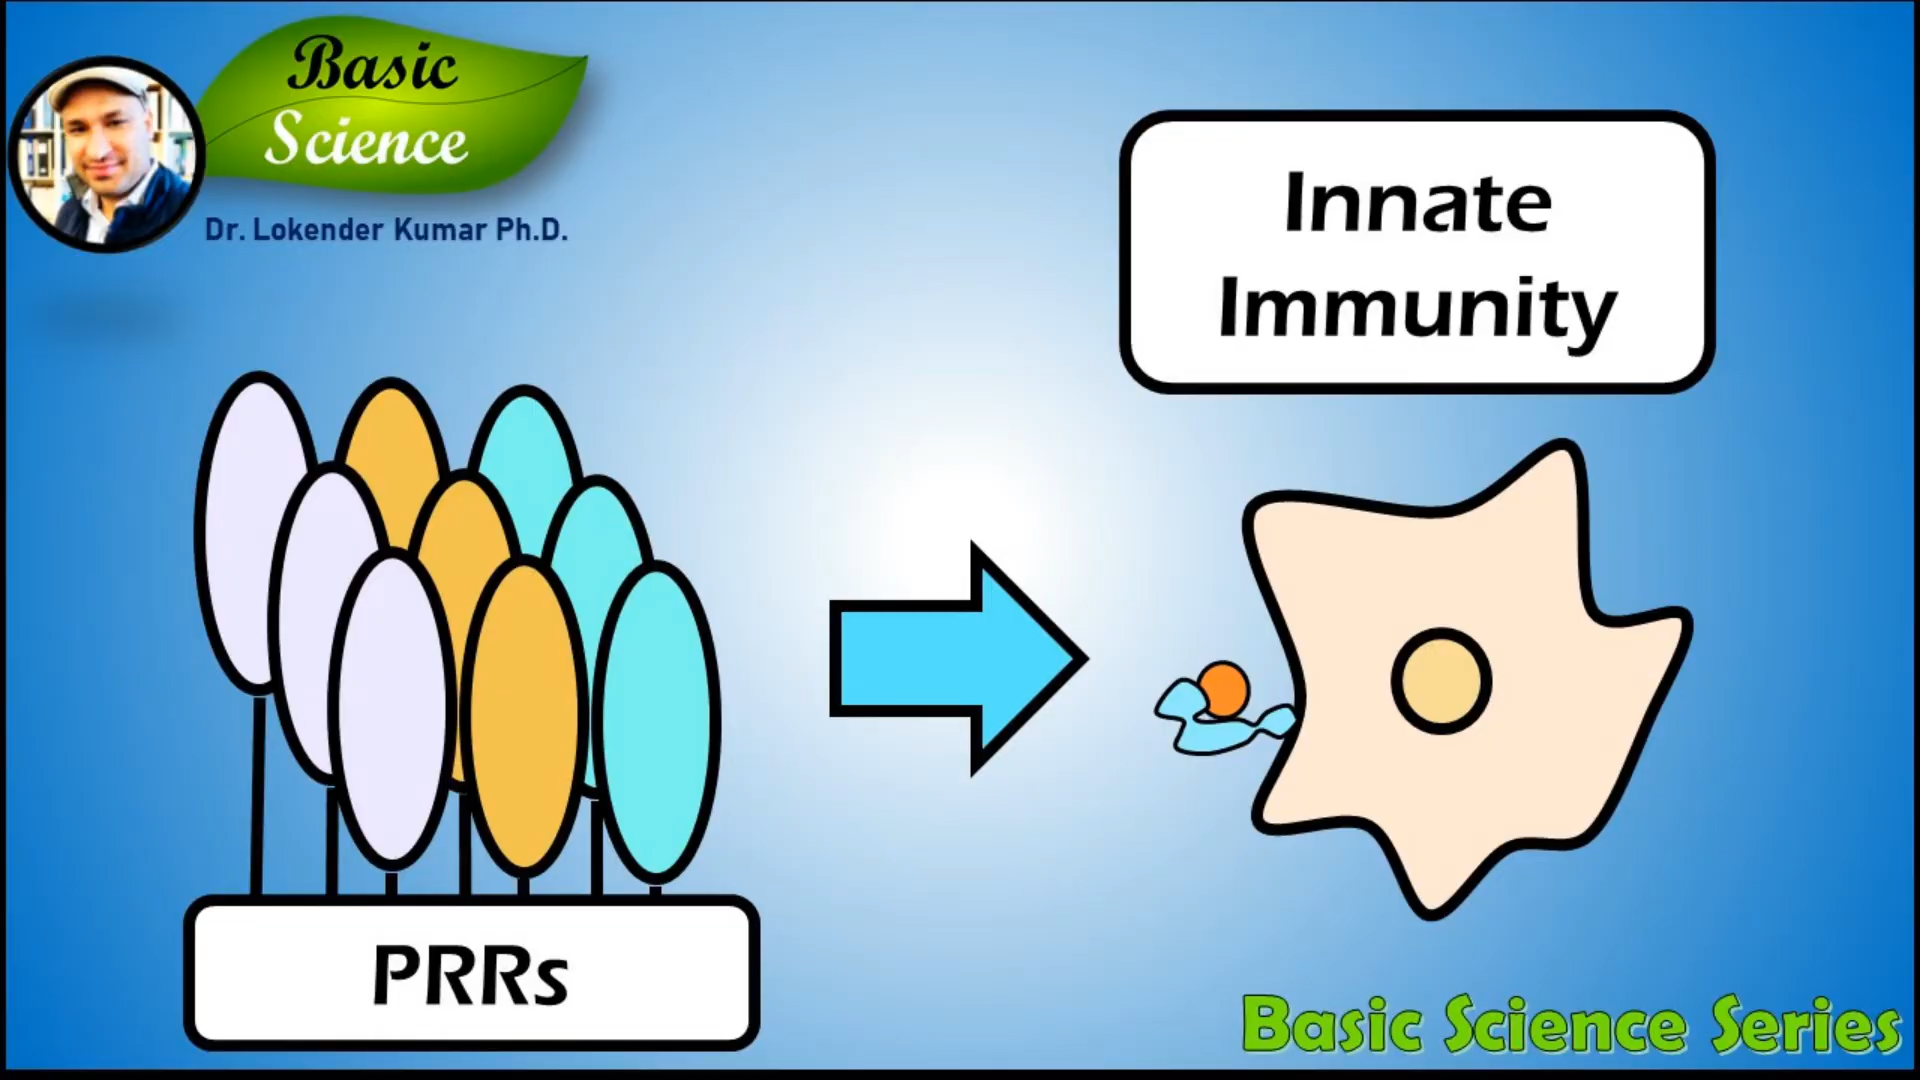 Basic
Science
Dr. Lokender Kumar Ph.D.
Innate
Immunity
PRRs
Basic Science Series